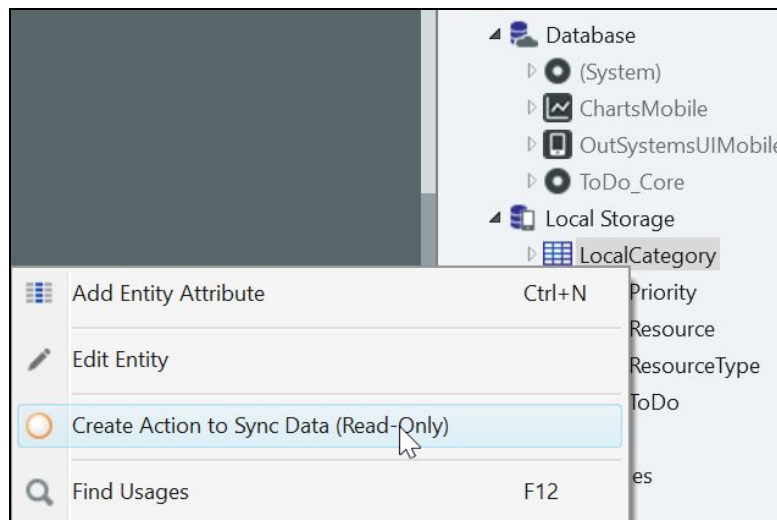 Database
(System)
ChartsMobile
OutSystemsUIMobile
ToDo_Core
Local Storage
LocalCategory
Add Entity Attribute Ctrl+N Priority
Resource
Edit Entity ResourceType
ToDo
Create Action to Sync Data (Read-Only)
es
Find Usages F12